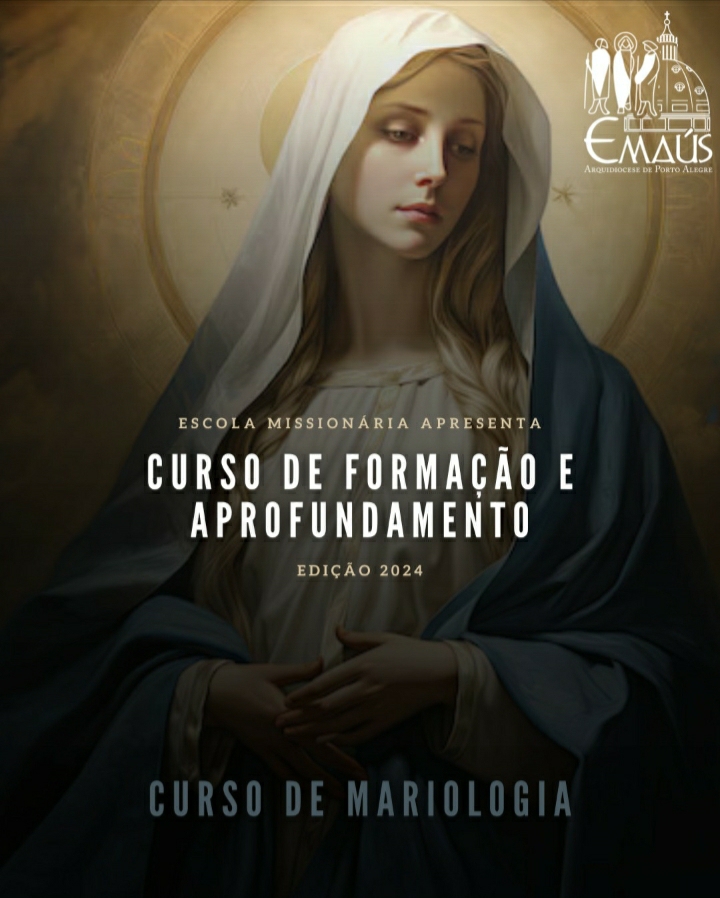 EMAÚS
ARQUIDIOCESE DE PORTO ALEGRE
ESCOLA MISSIONÁRIA APRESENTA
CURSO DE FORMAÇÃO E
APROFUNDAMENTO
EDIÇÃO 2024
CURSO DE MARIOLOGIA